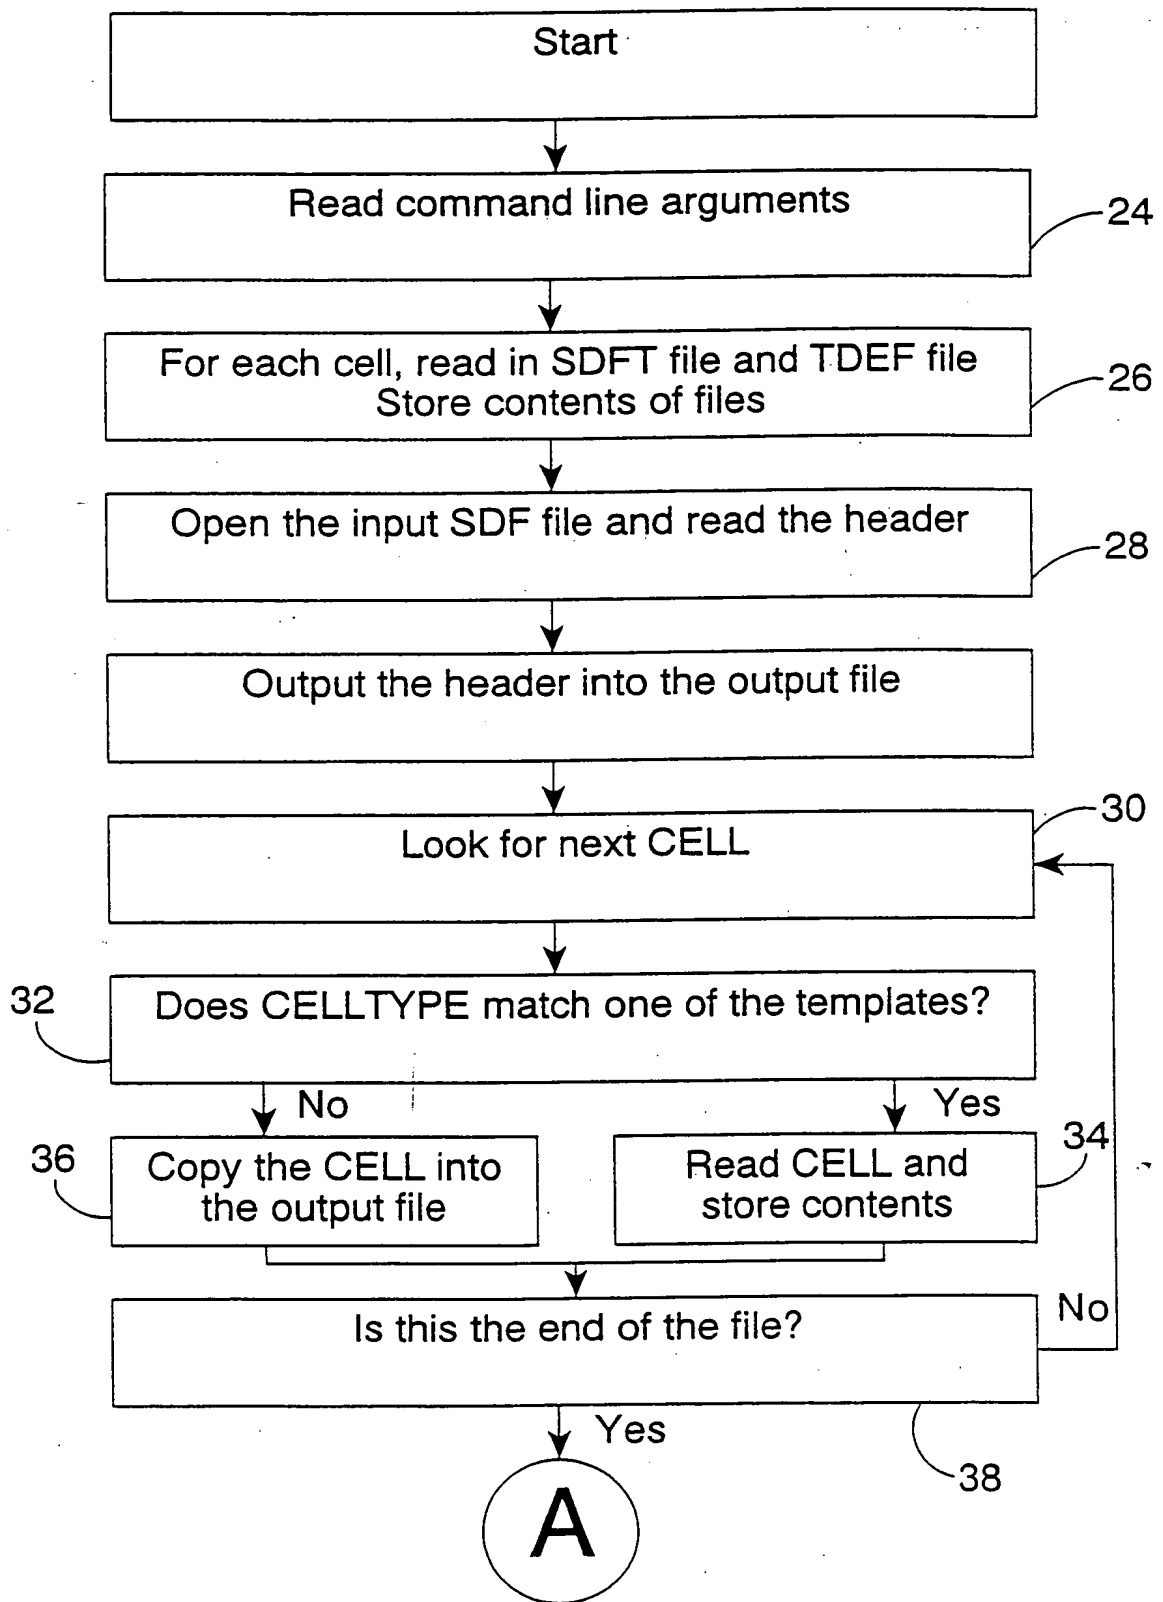 Start
Read command line arguments
24
For each cell, read in SDFT file and TDEF file
Store contents of files
26
Open the input SDF file and read the header
28
Output the header into the output file
30
Look for next CELL
32
Does CELLTYPE match one of the templates?
No
Yes
36
Copy the CELL into
the output file
Read CELL and
store contents
34
Is this the end of the file?
No
Yes
38
A